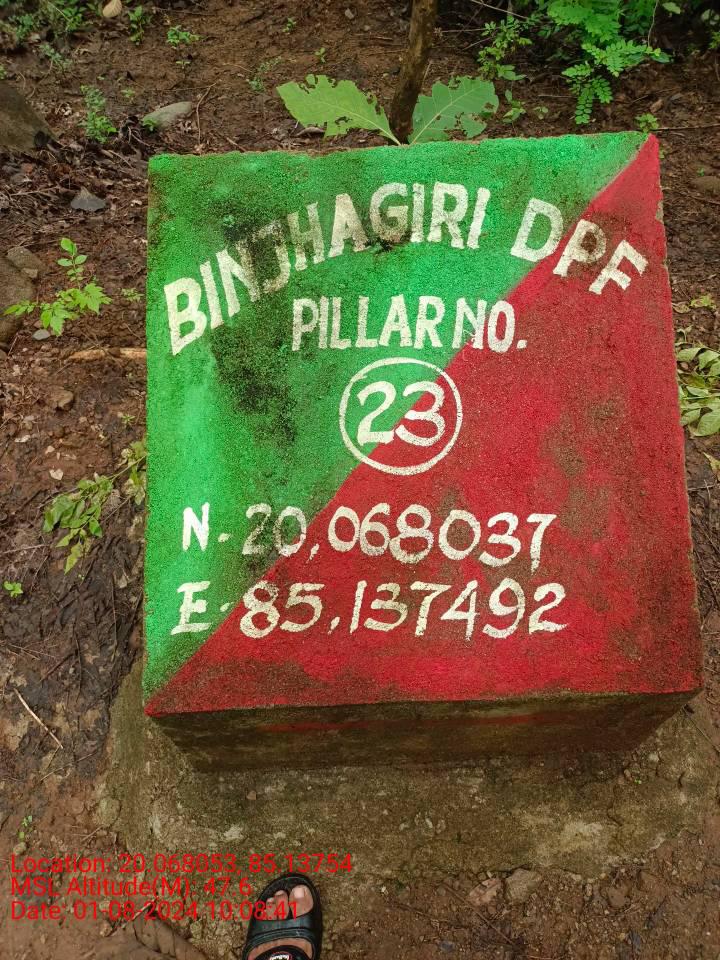 BINJHAGIRI DPF
PILLAR NO.
23
N. 20,068037
E. 85,137492
Location: 20.068053, 85.13754
MSL Altitude(M): 47.6
Date: 01-08-2024 10:08:41